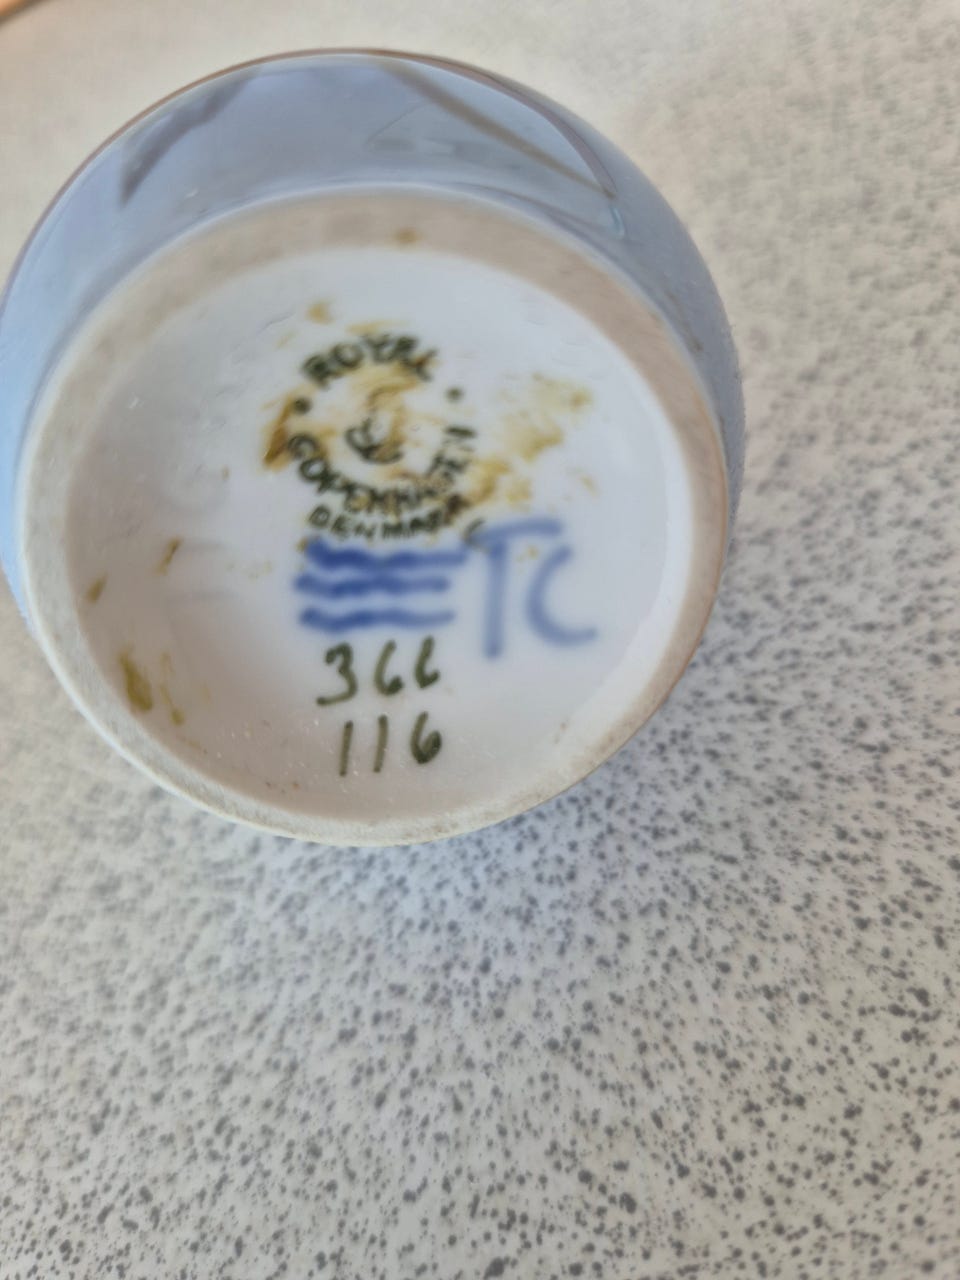 ROYAL
COPENHAGEN
DENMARK
TC
366
116